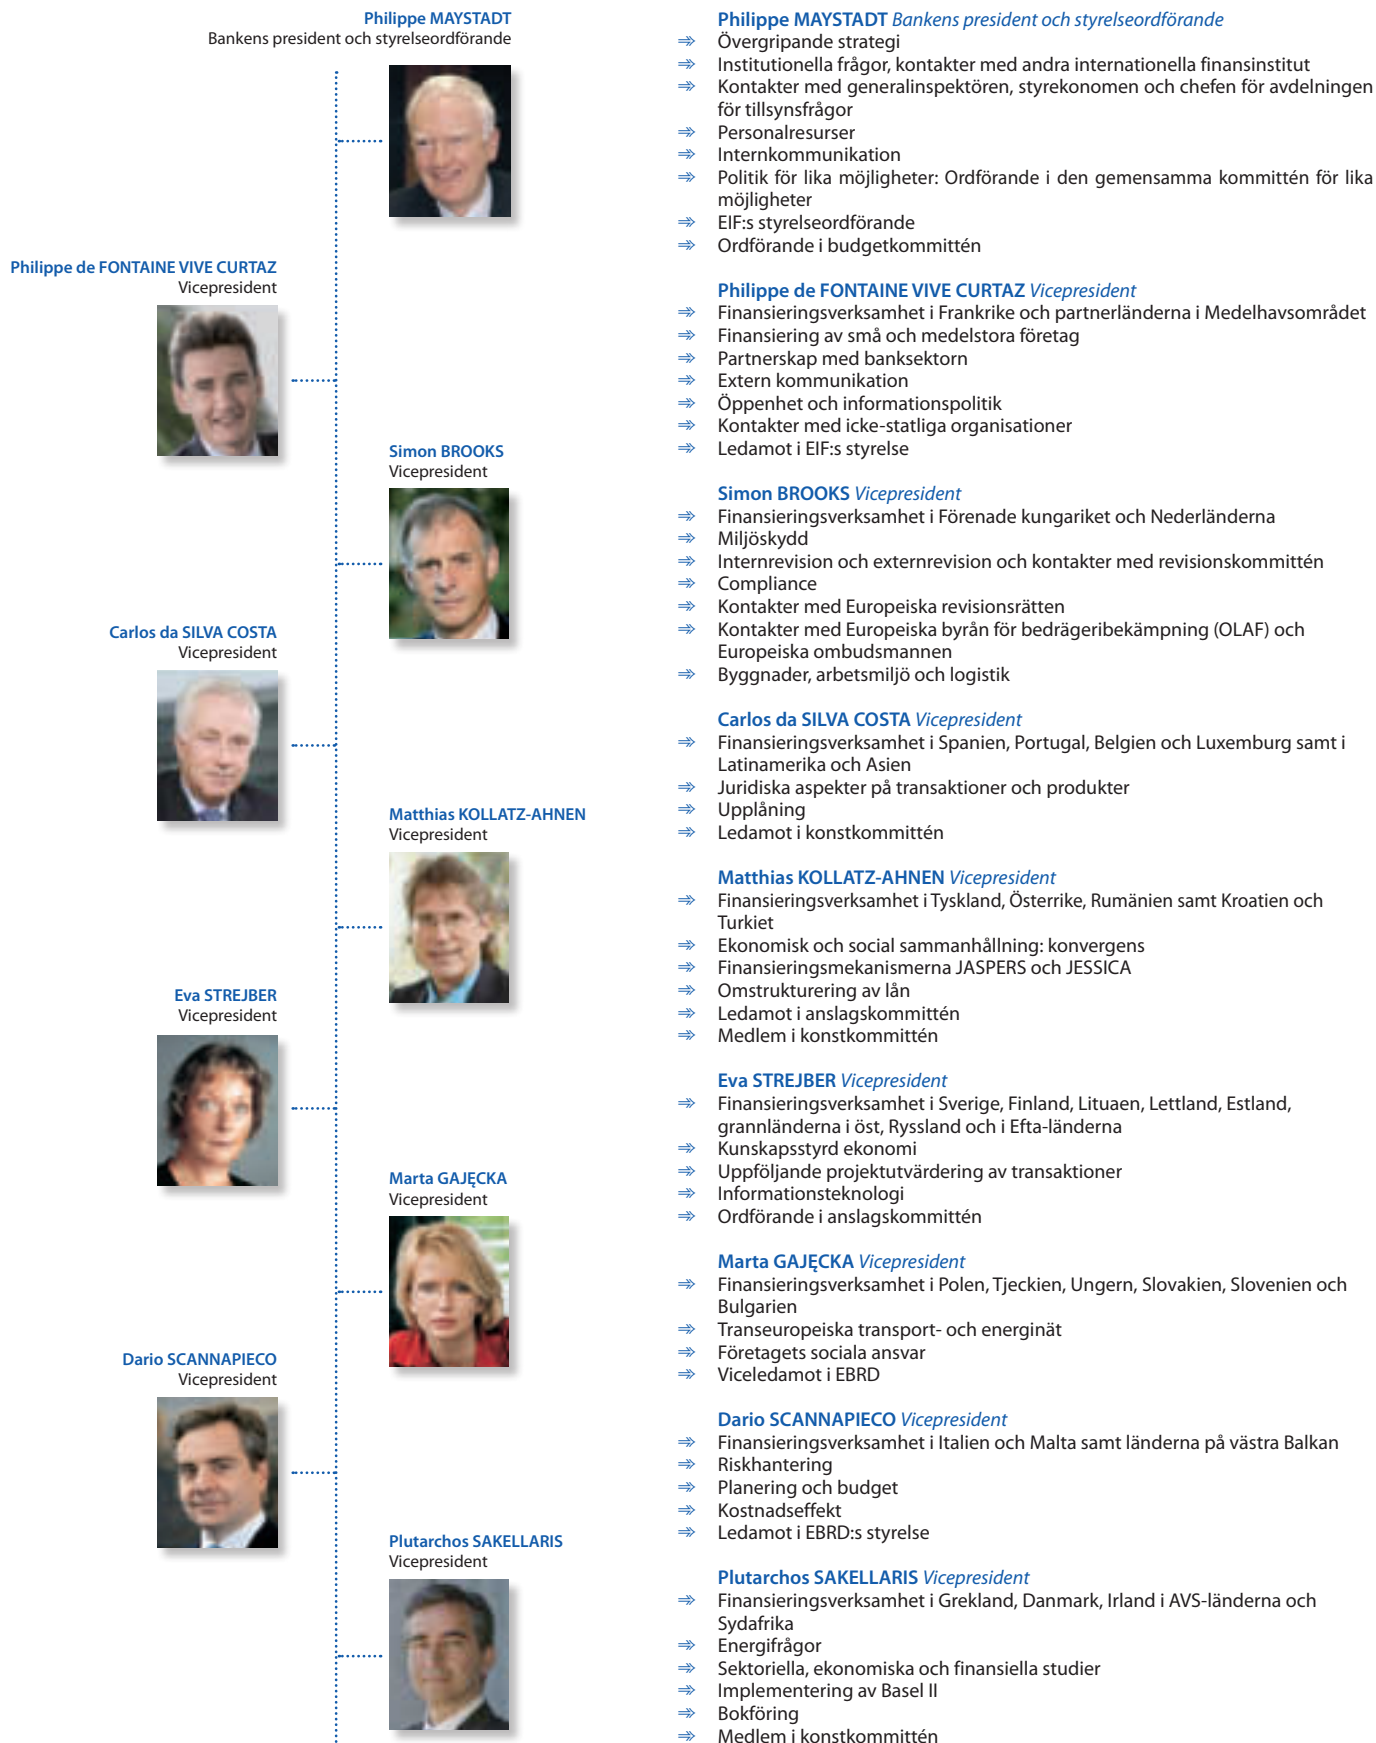 Philippe MAYSTADT
Bankens president och styrelseordförande
Philippe de FONTAINE VIVE CURTAZ
Vicepresident
Simon BROOKS
Vicepresident
Carlos da SILVA COSTA
Vicepresident
Matthias KOLLATZ-AHNEN
Vicepresident
Eva STREJBER
Vicepresident
Marta GAJĘCKA
Vicepresident
Dario SCANNAPIECO
Vicepresident
Plutarchos SAKELLARIS
Vicepresident
Philippe MAYSTADT Bankens president och styrelseordförande
⇒ Övergripande strategi
⇒ Institutionella frågor, kontakter med andra internationella finansinstitut
⇒ Kontakter med generalinspektören, styrekonomen och chefen för avdelningen
för tillsynsfrågor
⇒ Personalresurser
⇒ Internkommunikation
⇒ Politik för lika möjligheter: Ordförande i den gemensamma kommittén för lika
möjligheter
⇒ EIF:s styrelseordförande
⇒ Ordförande i budgetkommittén
Philippe de FONTAINE VIVE CURTAZ Vicepresident
⇒ Finansieringsverksamhet i Frankrike och partnerländerna i Medelhavsområdet
⇒ Finansiering av små och medelstora företag
⇒ Partnerskap med banksektorn
⇒ Extern kommunikation
⇒ Öppenhet och informationspolitik
⇒ Kontakter med icke-statliga organisationer
⇒ Ledamot i EIF:s styrelse
Simon BROOKS Vicepresident
⇒ Finansieringsverksamhet i Förenade kungariket och Nederländerna
⇒ Miljöskydd
⇒ Internrevision och externrevision och kontakter med revisionskommittén
⇒ Compliance
⇒ Kontakter med Europeiska revisionsrätten
⇒ Kontakter med Europeiska byrån för bedrägeribekämpning (OLAF) och
Europeiska ombudsmannen
⇒ Byggnader, arbetsmiljö och logistik
Carlos da SILVA COSTA Vicepresident
⇒ Finansieringsverksamhet i Spanien, Portugal, Belgien och Luxemburg samt i
Latinamerika och Asien
⇒ Juridiska aspekter på transaktioner och produkter
⇒ Upplåning
⇒ Ledamot i konstkommittén
Matthias KOLLATZ-AHNEN Vicepresident
⇒ Finansieringsverksamhet i Tyskland, Österrike, Rumänien samt Kroatien och
Turkiet
⇒ Ekonomisk och social sammanhållning: konvergens
⇒ Finansieringsmekanismerna JASPERS och JESSICA
⇒ Omstrukturering av lån
⇒ Ledamot i anslagskommittén
⇒ Medlem i konstkommittén
Eva STREJBER Vicepresident
⇒ Finansieringsverksamhet i Sverige, Finland, Lituaen, Lettland, Estland,
grannländerna i öst, Ryssland och i Efta-länderna
⇒ Kunskapsstyrd ekonomi
⇒ Uppföljande projektutvärdering av transaktioner
⇒ Informationsteknologi
⇒ Ordförande i anslagskommittén
Marta GAJĘCKA Vicepresident
⇒ Finansieringsverksamhet i Polen, Tjeckien, Ungern, Slovakien, Slovenien och
Bulgarien
⇒ Transeuropeiska transport- och energinät
⇒ Företagets sociala ansvar
⇒ Viceledamot i EBRD
Dario SCANNAPIECO Vicepresident
⇒ Finansieringsverksamhet i Italien och Malta samt länderna på västra Balkan
⇒ Riskhantering
⇒ Planering och budget
⇒ Kostnadseffekt
⇒ Ledamot i EBRD:s styrelse
Plutarchos SAKELLARIS Vicepresident
⇒ Finansieringsverksamhet i Grekland, Danmark, Irland i AVS-länderna och
Sydafrika
⇒ Energifrågor
⇒ Sektoriella, ekonomiska och finansiella studier
⇒ Implementering av Basel II
⇒ Bokföring
⇒ Medlem i konstkommittén